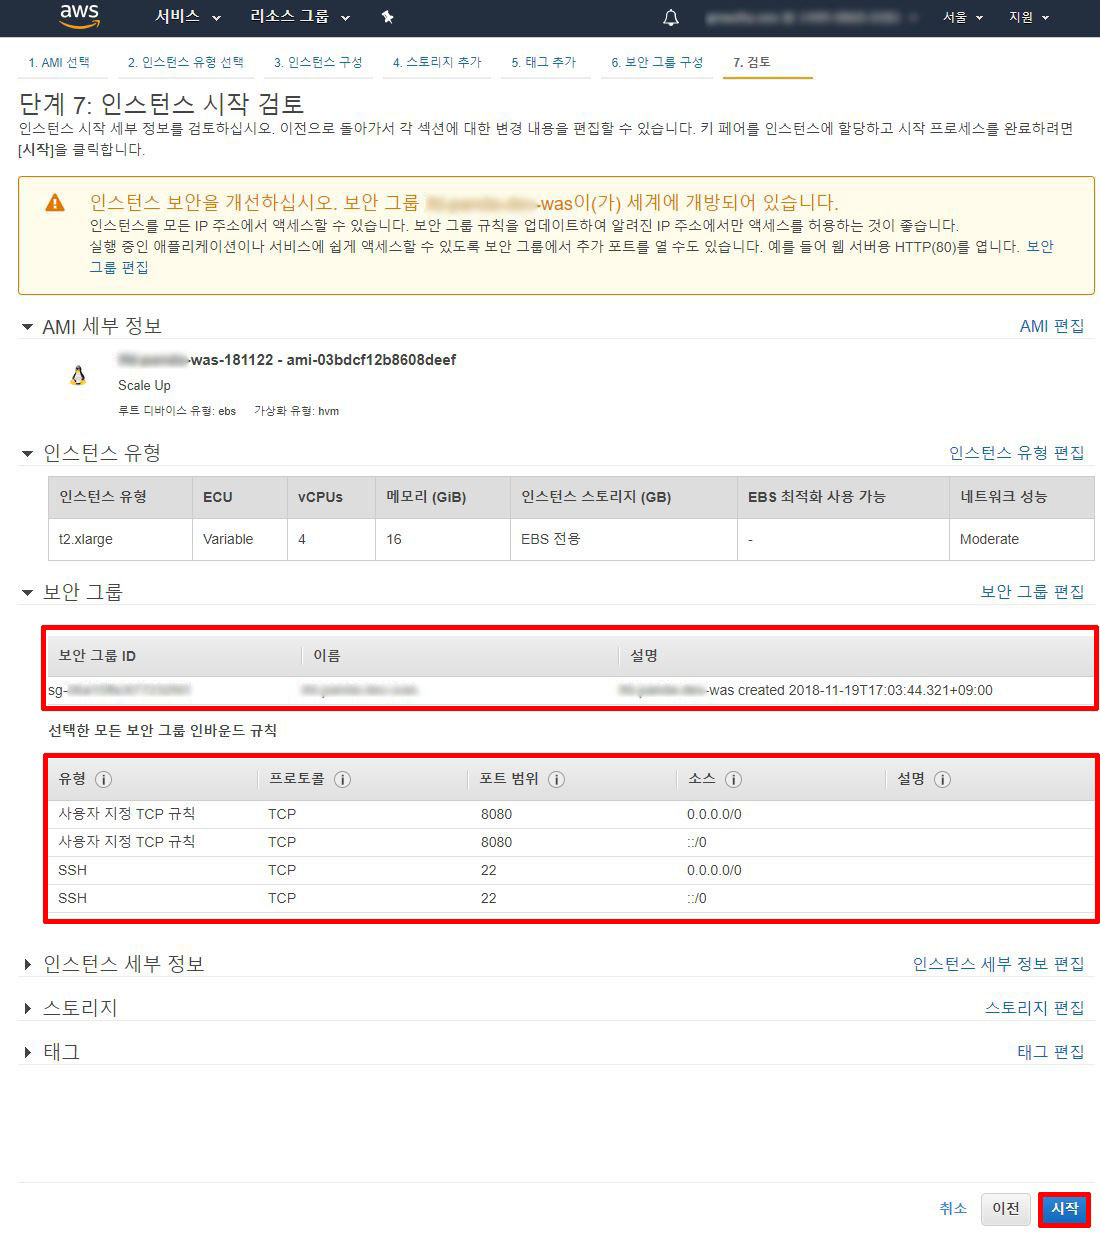 aws 서비스 리소스 그룹 서울 지원
1. AMI 선택 2. 인스턴스 유형 선택 3. 인스턴스 구성 4. 스토리지 추가 5. 태그 추가 6. 보안 그룹 구성 7. 검토
단계 7: 인스턴스 시작 검토
인스턴스 시작 세부 정보를 검토하십시오. 이전으로 돌아가서 각 섹션에 대한 변경 내용을 편집할 수 있습니다. 키 페어를 인스턴스에 할당하고 시작 프로세스를 완료하려면
[시작]을 클릭합니다.
인스턴스 보안을 개선하십시오. 보안 그룹 -was이(가) 세계에 개방되어 있습니다.
인스턴스를 모든 IP 주소에서 액세스할 수 있습니다. 보안 그룹 규칙을 업데이트하여 알려진 IP 주소에서만 액세스를 허용하는 것이 좋습니다.
실행 중인 애플리케이션이나 서비스에 쉽게 액세스할 수 있도록 보안 그룹에서 추가 포트를 열 수도 있습니다. 예를 들어 웹 서버용 HTTP(80)를 엽니다. 보안
그룹 편집
AMI 세부 정보 AMI 편집
-was-181122 - ami-03bdcf12b8608deef
Scale Up
루트 디바이스 유형: ebs 가상화 유형: hvm
인스턴스 유형 인스턴스 유형 편집
인스턴스 유형 ECU vCPUs 메모리 (GiB) 인스턴스 스토리지 (GB) EBS 최적화 사용 가능 네트워크 성능
t2.xlarge Variable 4 16 EBS 전용 - Moderate
보안 그룹 보안 그룹 편집
보안 그룹 ID 이름 설명
sg- -was created 2018-11-19T17:03:44.321+09:00
선택한 모든 보안 그룹 인바운드 규칙
유형 i 프로토콜 i 포트 범위 i 소스 i 설명 i
사용자 지정 TCP 규칙 TCP 8080 0.0.0.0/0
사용자 지정 TCP 규칙 TCP 8080 ::/0
SSH TCP 22 0.0.0.0/0
SSH TCP 22 ::/0
인스턴스 세부 정보 인스턴스 세부 정보 편집
스토리지 스토리지 편집
태그 태그 편집
취소 이전 시작